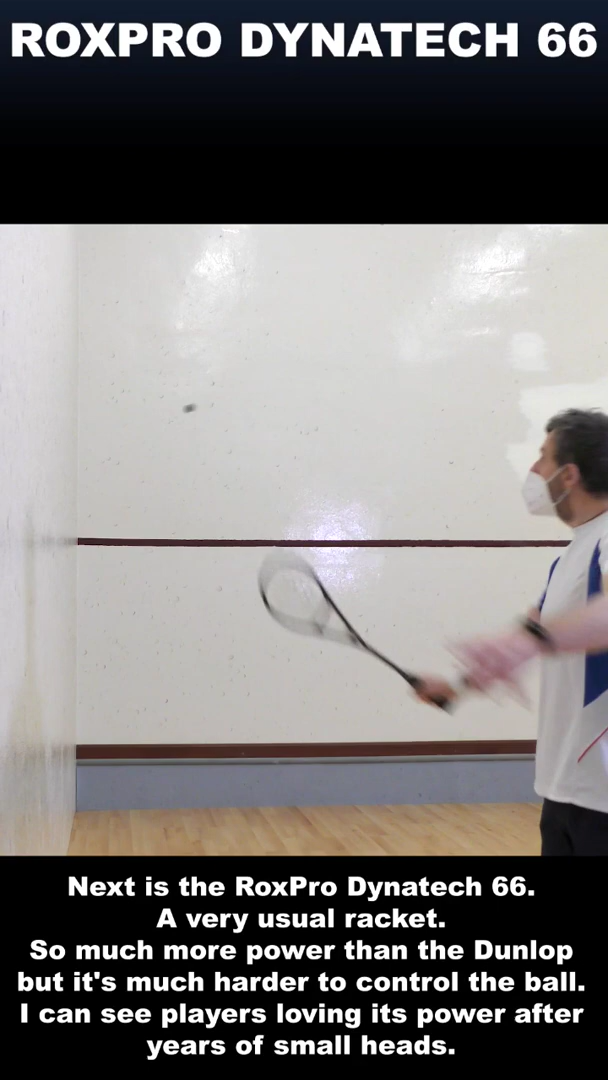 ROXPRO DYNATECH 66
Next is the RoxPro Dynatech 66.
A very usual racket.
So much more power than the Dunlop
but it's much harder to control the ball.
I can see players loving its power after
years of small heads.